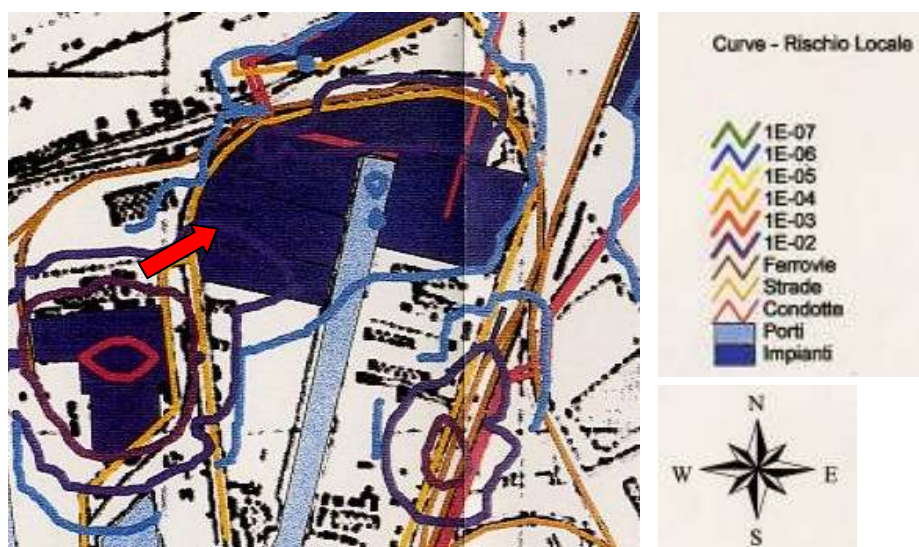 Curve - Rischio Locale
1E-07
1E-06
1E-05
1E-04
1E-03
1E-02
Ferrovie
Strade
Condotte
Porti
Impianti
N
W
E
S